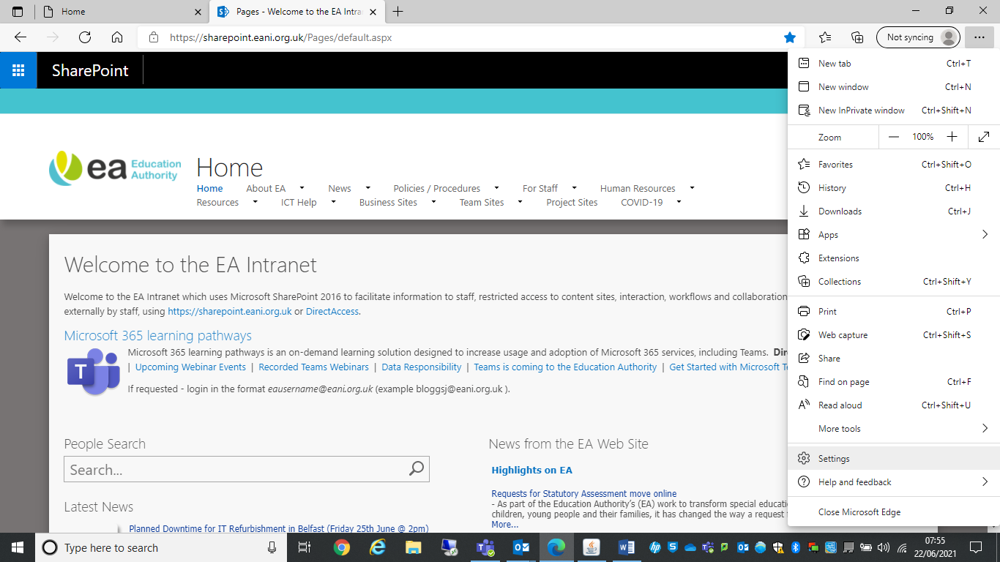 Home
Pages - Welcome to the EA Intra
https://sharepoint.eani.org.uk/Pages/default.aspx
Not syncing
SharePoint
ea Education
Authority
Home
Home About EA News Policies / Procedures For Staff Human Resources
Resources ICT Help Business Sites Team Sites Project Sites COVID-19
Welcome to the EA Intranet
Welcome to the EA Intranet which uses Microsoft SharePoint 2016 to facilitate information to staff, restricted access to content sites, interaction, workflows and collaboration
externally by staff, using https://sharepoint.eani.org.uk or DirectAccess.
Microsoft 365 learning pathways
Microsoft 365 learning pathways is an on-demand learning solution designed to increase usage and adoption of Microsoft 365 services, including Teams. Dir
| Upcoming Webinar Events | Recorded Teams Webinars | Data Responsibility | Teams is coming to the Education Authority | Get Started with Microsoft Te
If requested - login in the format eausername@eani.org.uk (example bloggsj@eani.org.uk ).
People Search
Search...
Latest News
Planned Downtime for IT Refurbishment in Belfast (Friday 25th June @ 2pm)
News from the EA Web Site
Highlights on EA
Requests for Statutory Assessment move online
- As part of the Education Authority's (EA) work to transform special educati
children, young people and their families, it has changed the way a request
More...
New tab Ctrl+T
New window Ctrl+N
New InPrivate window Ctrl+Shift+N
Zoom 100%
Favorites Ctrl+Shift+O
History Ctrl+H
Downloads Ctrl+J
Apps
Extensions
Collections Ctrl+Shift+Y
Print Ctrl+P
Web capture Ctrl+Shift+S
Share
Find on page Ctrl+F
Read aloud Ctrl+Shift+U
More tools
Settings
Help and feedback
Close Microsoft Edge
Type here to search
07:55
22/06/2021